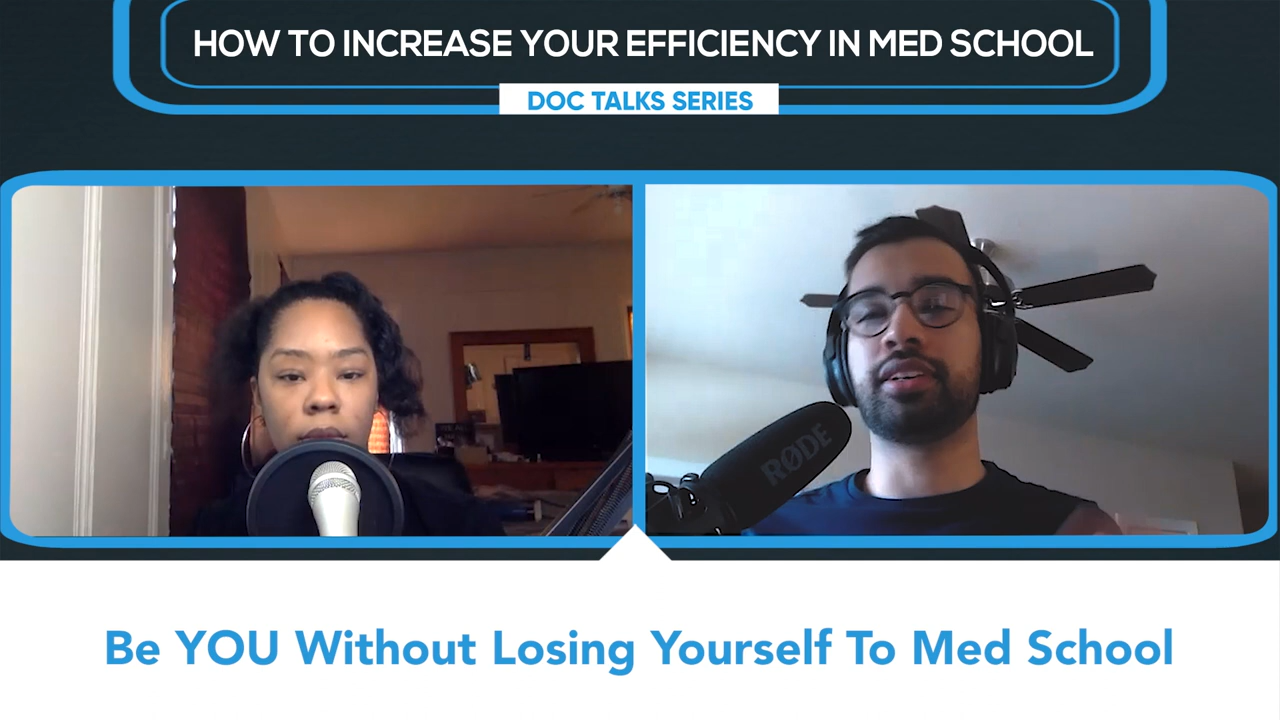 HOW TO INCREASE YOUR EFFICIENCY IN MED SCHOOL
DOC TALKS SERIES
RØDE
Be YOU Without Losing Yourself To Med School